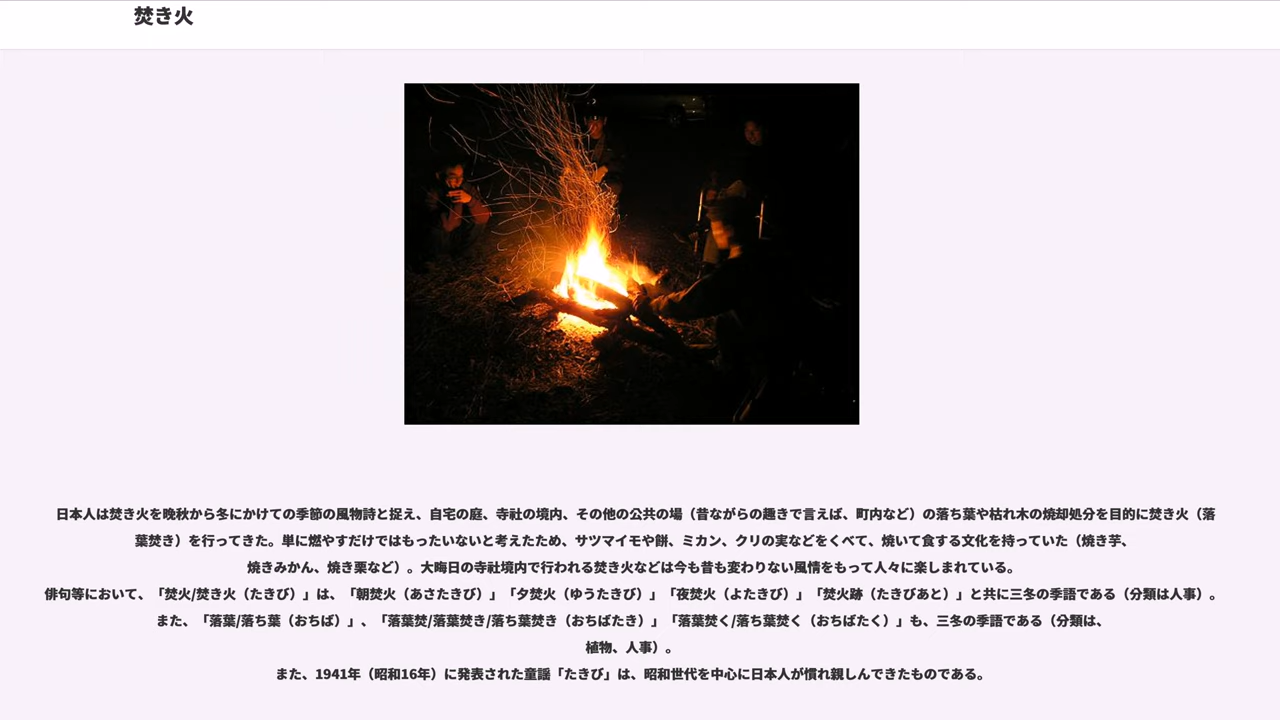 焚き火
日本人は焚き火を晩秋から冬にかけての季節の風物詩と捉え、自宅の庭、寺社の境内、その他の公共の場（昔ながらの趣きで言えば、町内など）の落ち葉や枯れ木の焼却処分を目的に焚き火（落
葉焚き）を行ってきた。単に燃やすだけではもったいないと考えたため、サツマイモや餅、ミカン、クリの実などをくべて、焼いて食する文化を持っていた（焼き芋、
焼きみかん、焼き栗など）。大晦日の寺社境内で行われる焚き火などは今も昔も変わりない風情をもって人々に楽しまれている。
俳句等において、「焚火/焚き火（たきび）」は、「朝焚火（あさたきび）」「夕焚火（ゆうたきび）」「夜焚火（よたきび）」「焚火跡（たきびあと）」と共に三冬の季語である（分類は人事）。
また、「落葉/落ち葉（おちば）」、「落葉焚/落葉焚き/落ち葉焚き（おちばたき）」「落葉焚く/落ち葉焚く（おちばたく）」も、三冬の季語である（分類は、
植物、人事）。
また、1941年（昭和16年）に発表された童謡「たきび」は、昭和世代を中心に日本人が慣れ親しんできたものである。